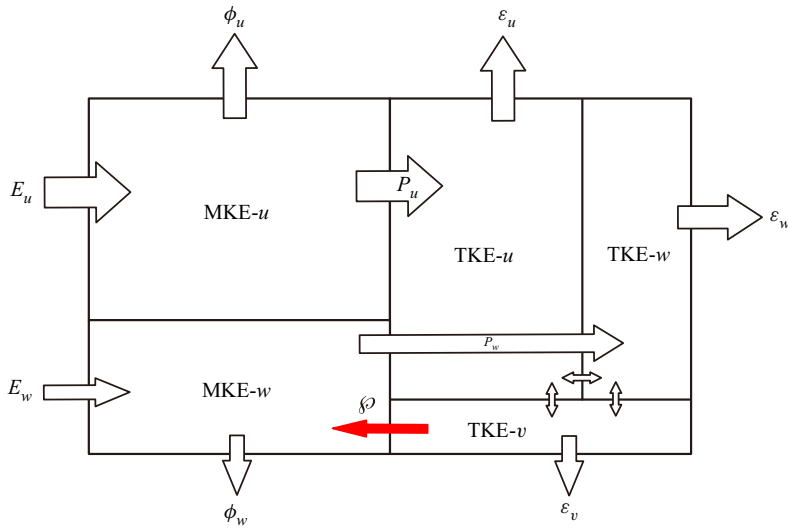 ϕu
εu
Eu
MKE-u
Pu
εw
TKE-u
TKE-w
Pw
Ew
MKE-w
℘
TKE-v
ϕw
εv